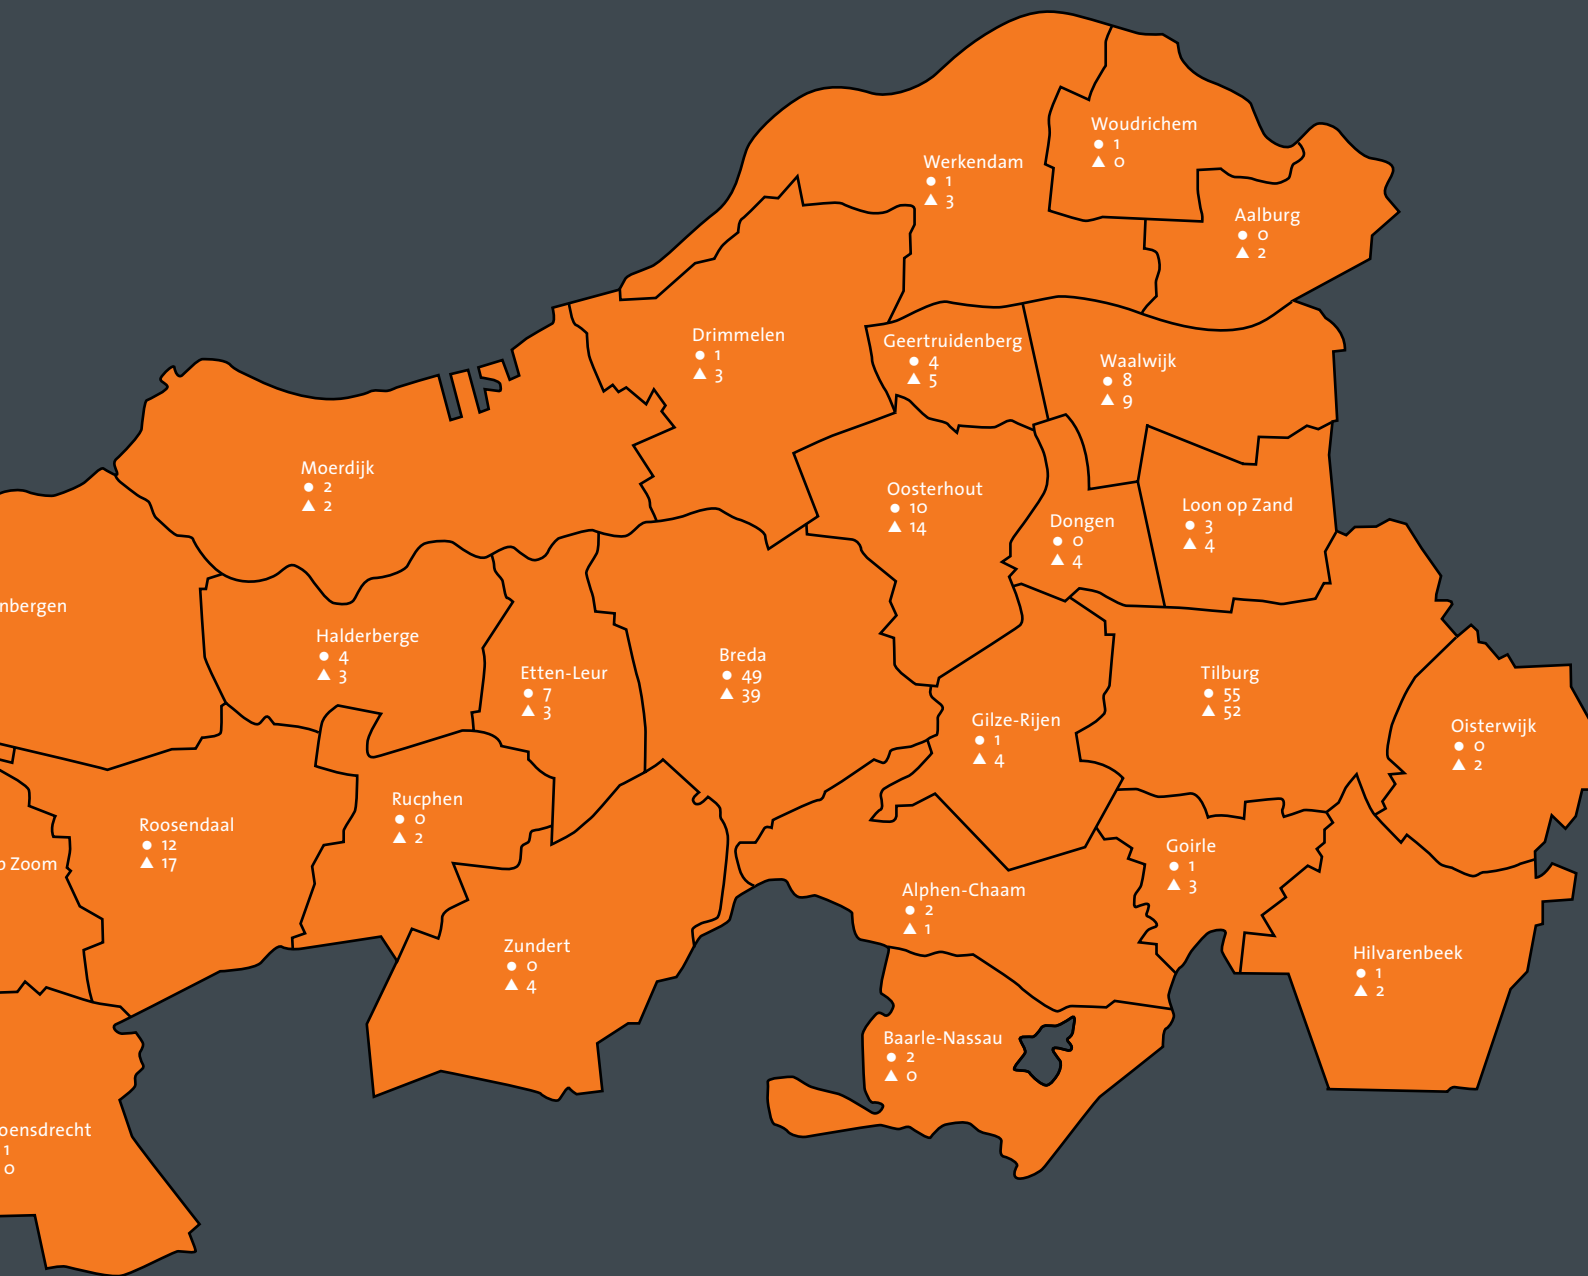 Woudrichem
● 1
▲ 0
Werkendam
● 1
▲ 3
Aalburg
● 0
▲ 2
Drimmelen
● 1
▲ 3
Geertruidenberg
● 4
▲ 5
Waalwijk
● 8
▲ 9
Moerdijk
● 2
▲ 2
Oosterhout
● 10
▲ 14
Dongen
● 0
▲ 4
Loon op Zand
● 3
▲ 4
nbergen
Halderberge
● 4
▲ 3
Etten-Leur
● 7
▲ 3
Breda
● 49
▲ 39
Tilburg
● 55
▲ 52
Gilze-Rijen
● 1
▲ 4
Oisterwijk
● 0
▲ 2
Rucphen
● 0
▲ 2
Roosendaal
● 12
▲ 17
p Zoom
Goirle
● 1
▲ 3
Alphen-Chaam
● 2
▲ 1
Zundert
● 0
▲ 4
Hilvarenbeek
● 1
▲ 2
Baarle-Nassau
● 2
▲ 0
oensdrecht
1
0